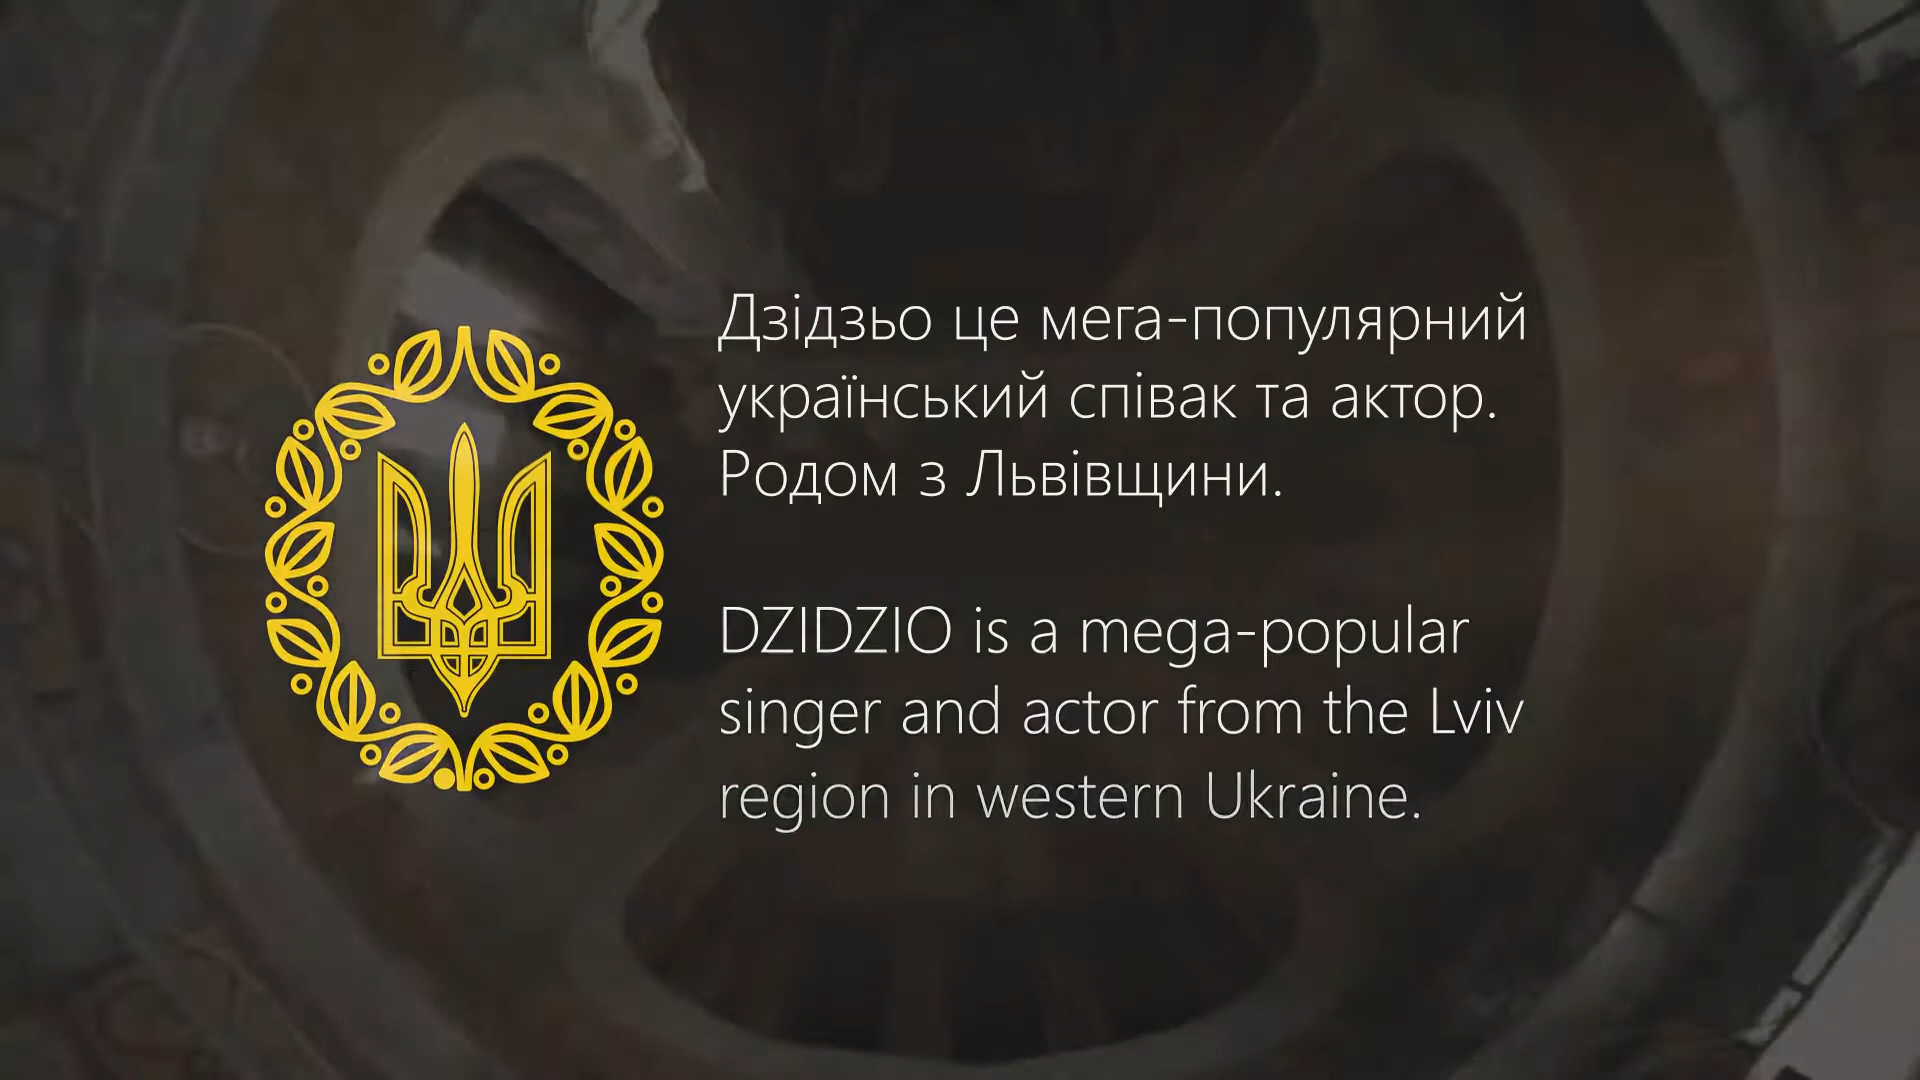 Дзідзьо це мега-популярний
український співак та актор.
Родом з Львівщини.
DZIDZIO is a mega-popular
singer and actor from the Lviv
region in western Ukraine.